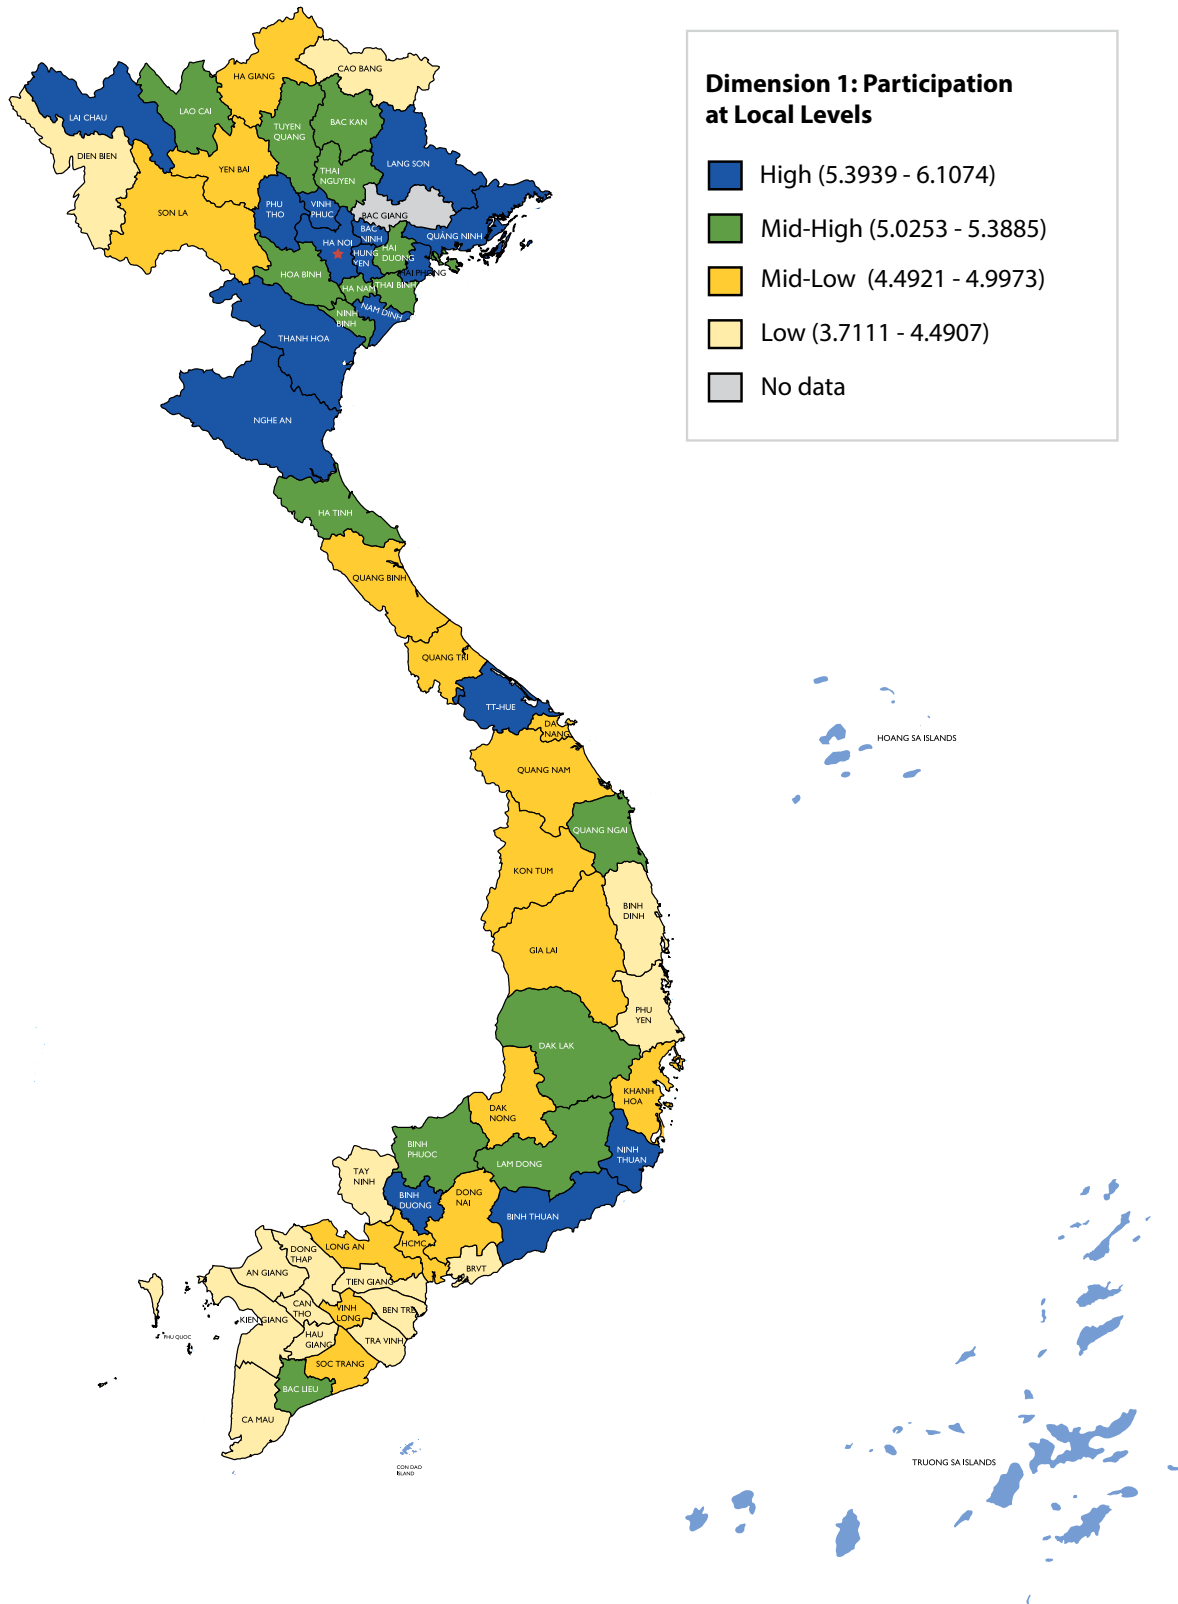 Dimension 1: Participation
at Local Levels
High (5.3939 - 6.1074)
Mid-High (5.0253 - 5.3885)
Mid-Low (4.4921 - 4.9973)
Low (3.7111 - 4.4907)
No data
HA GIANG
CAO BANG
LAI CHAU
LAO CAI
TUYEN
QUANG
BAC KAN
DIEN BIEN
YEN BAI
THAI
NGUYEN
LANG SON
SON LA
PHU
THO
VINH
PHUC
BAC GIANG
BAC
NINH
QUANG NINH
HA NOI
HUNG
YEN
HAI
DUONG
HAI PHONG
HOA BINH
HA NAM
THAI BINH
NINH
BINH
NAM DINH
THANH HOA
NGHE AN
HA TINH
QUANG BINH
QUANG TRI
TT-HUE
DA
NANG
HOANG SA ISLANDS
QUANG NAM
QUANG NGAI
KON TUM
BINH
DINH
GIA LAI
PHU
YEN
DAK LAK
KHANH
HOA
DAK
NONG
BINH
PHUOC
LAM DONG
NINH
THUAN
TAY
NINH
BINH
DUONG
DONG
NAI
BINH THUAN
HCMC
LONG AN
DONG
THAP
BRVT
AN GIANG
TIEN GIANG
CAN
THO
VINH
LONG
BEN TRE
KIEN GIANG
HAU
GIANG
TRA VINH
PHU QUOC
SOC TRANG
BAC LIEU
CA MAU
CON DAO
ISLAND
TRUONG SA ISLANDS